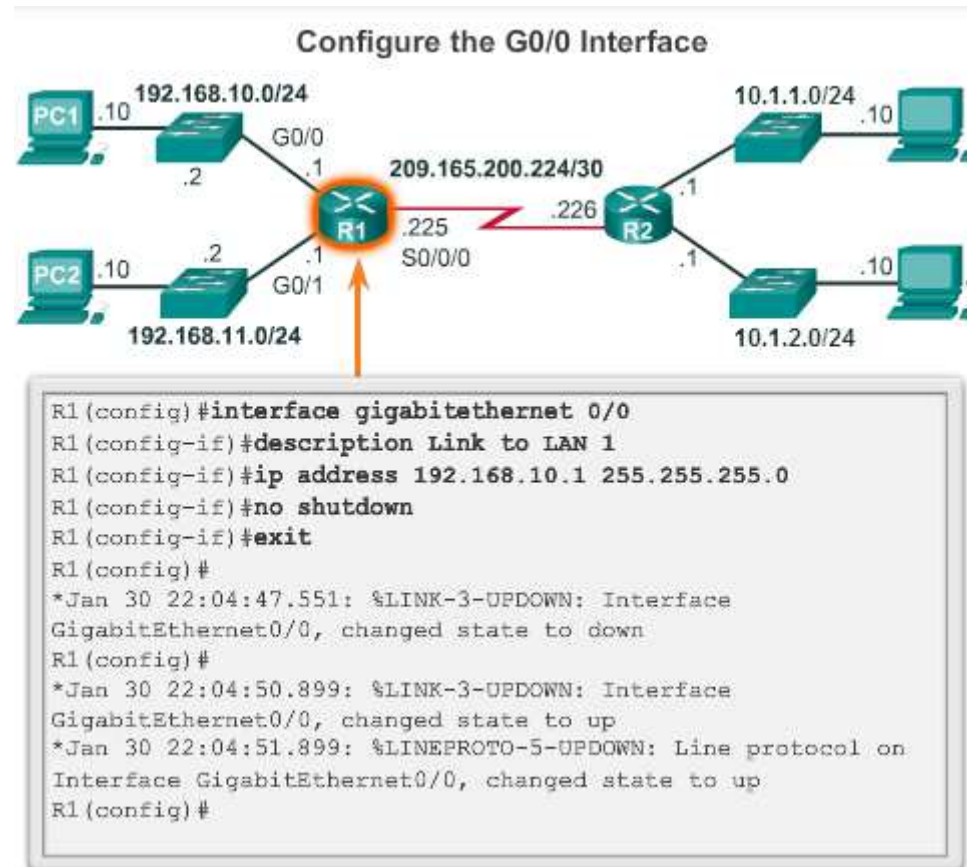 Configure the G0/0 Interface
192.168.10.0/24
10.1.1.0/24
PC1
.10
.10
G0/0
.1
209.165.200.224/30
.2
.1
.226
R1
.225
R2
.2
.1
S0/0/0
.1
PC2
.10
.10
G0/1
192.168.11.0/24
10.1.2.0/24
R1(config)#interface gigabitethernet 0/0
R1(config-if)#description Link to LAN 1
R1(config-if)#ip address 192.168.10.1 255.255.255.0
R1(config-if)#no shutdown
R1(config-if)#exit
R1(config)#
*Jan 30 22:04:47.551: %LINK-3-UPDOWN: Interface
GigabitEthernet0/0, changed state to down
R1(config)#
*Jan 30 22:04:50.899: %LINK-3-UPDOWN: Interface
GigabitEthernet0/0, changed state to up
*Jan 30 22:04:51.899: %LINEPROTO-5-UPDOWN: Line protocol on
Interface GigabitEthernet0/0, changed state to up
R1(config)#